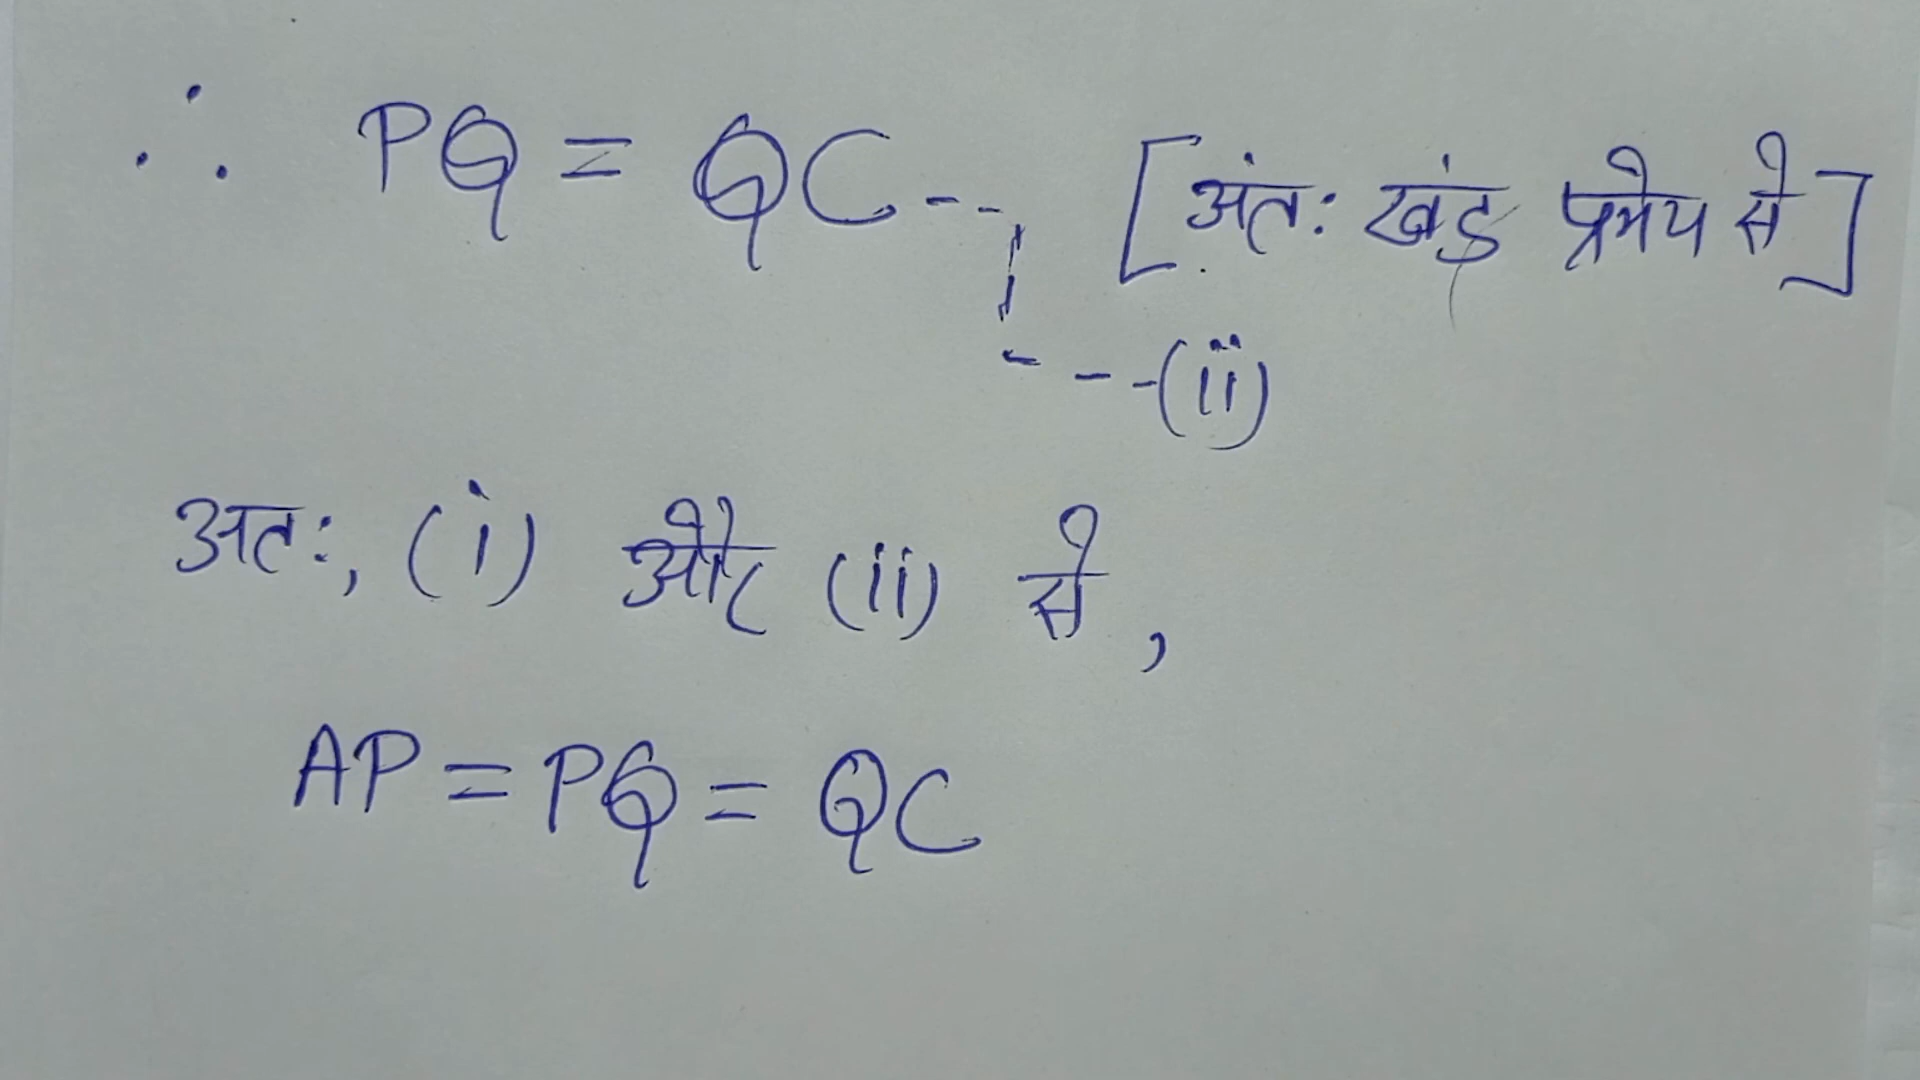 ∴ PQ = QC --- [अंत: खंड प्रमेय से]
--- (ii)
अत:, (i) और (ii) से,
AP = PQ = QC